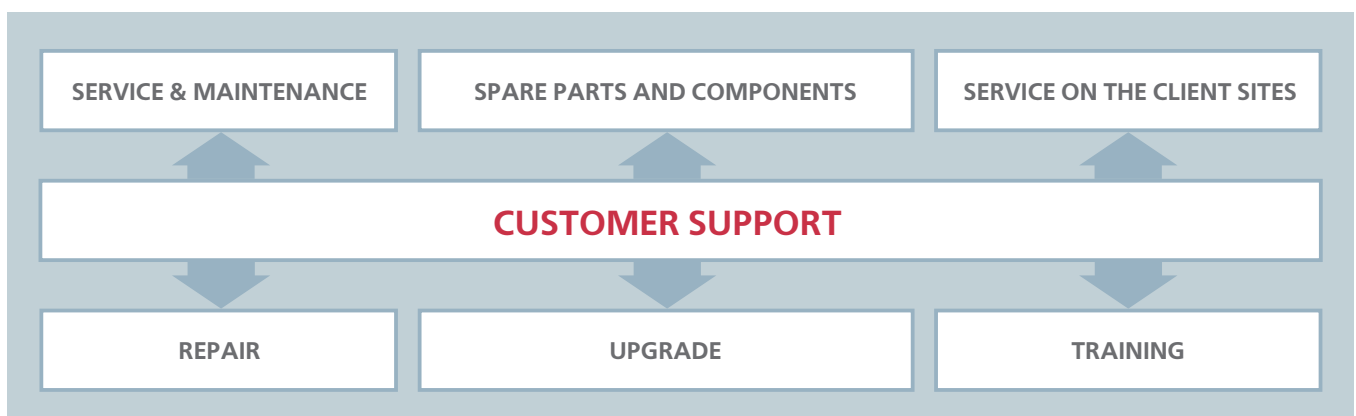 SERVICE & MAINTENANCE
SPARE PARTS AND COMPONENTS
SERVICE ON THE CLIENT SITES
CUSTOMER SUPPORT
REPAIR
UPGRADE
TRAINING